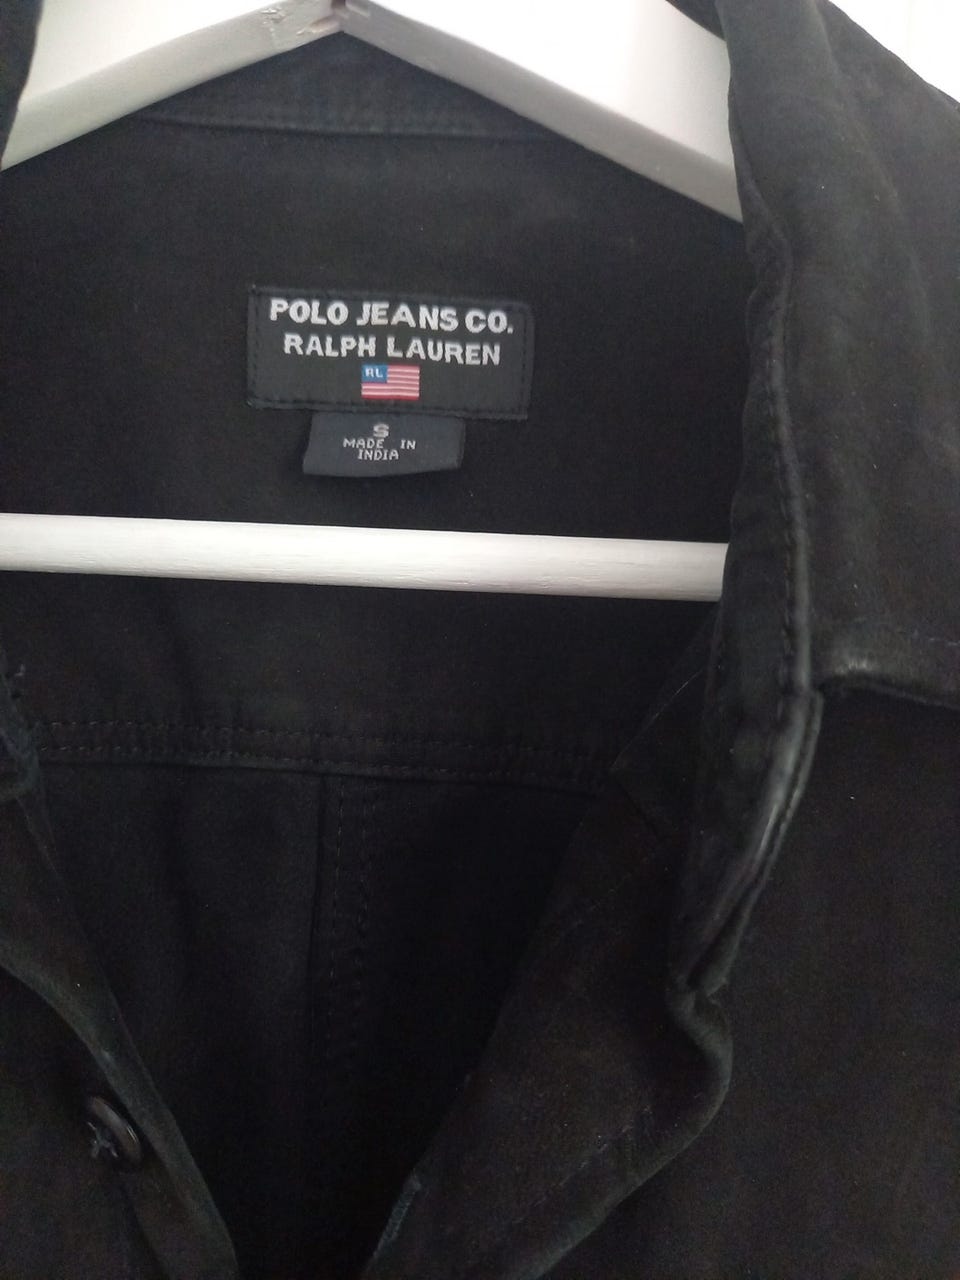 POLO JEANS CO.
RALPH LAUREN
RL
S
MADE IN
INDIA